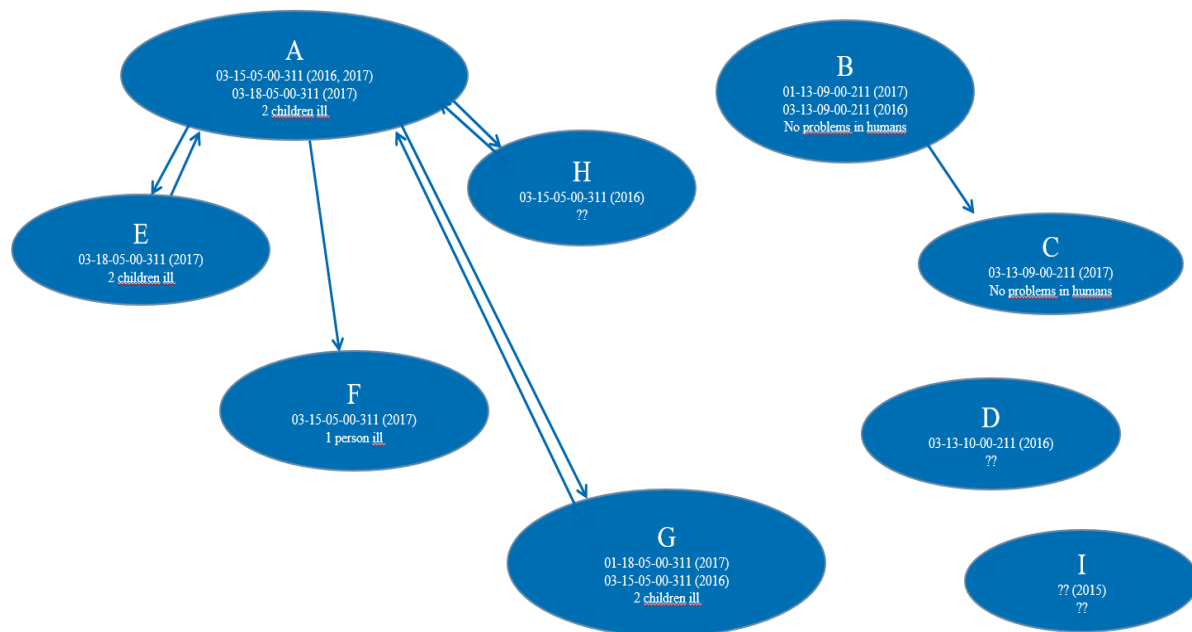 A
03-15-05-00-311 (2016, 2017)
03-18-05-00-311 (2017)
2 children ill
B
01-13-09-00-211 (2017)
03-13-09-00-211 (2016)
No problems in humans
H
03-15-05-00-311 (2016)
??
E
03-18-05-00-311 (2017)
2 children ill
C
03-13-09-00-211 (2017)
No problems in humans
F
03-15-05-00-311 (2017)
1 person ill
D
03-13-10-00-211 (2016)
??
G
01-18-05-00-311 (2017)
03-15-05-00-311 (2016)
2 children ill
I
?? (2015)
??